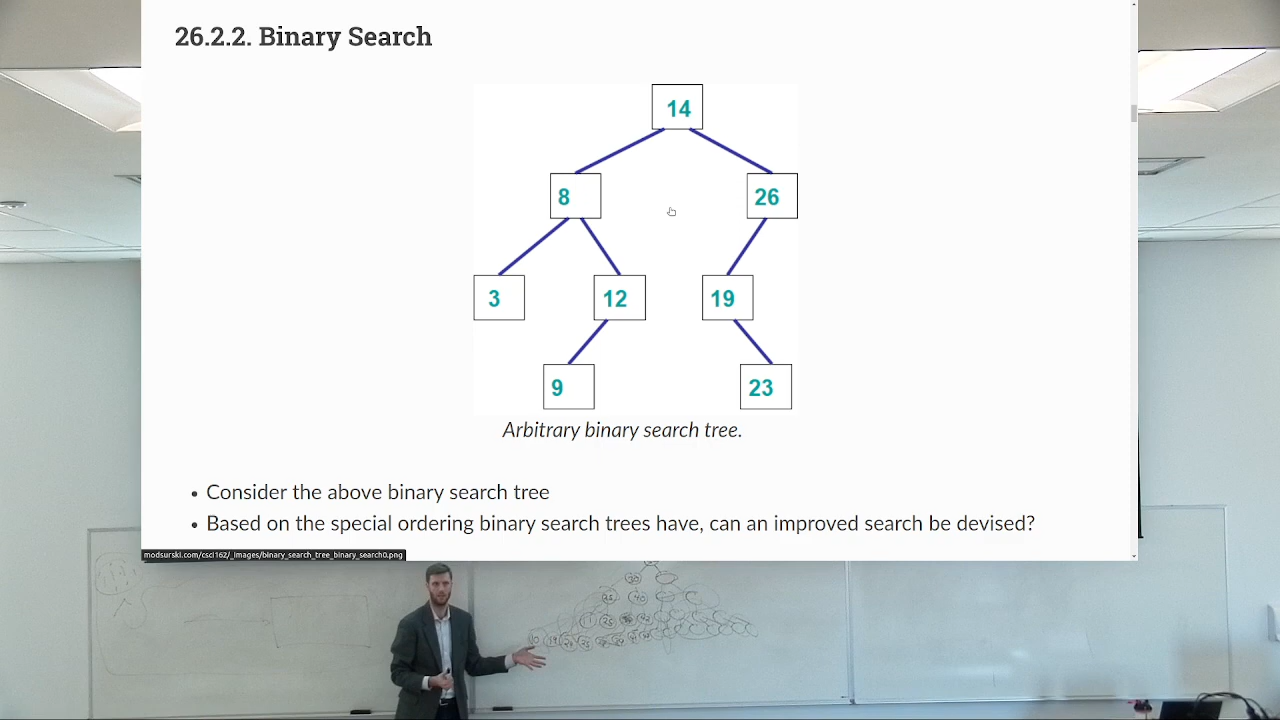 26.2.2. Binary Search
14
8 26
3 12 19
9 23
Arbitrary binary search tree.
Consider the above binary search tree
Based on the special ordering binary search trees have, can an improved search be devised?
modsurski.com/csci162/_images/binary_search_tree_binary_search0.png